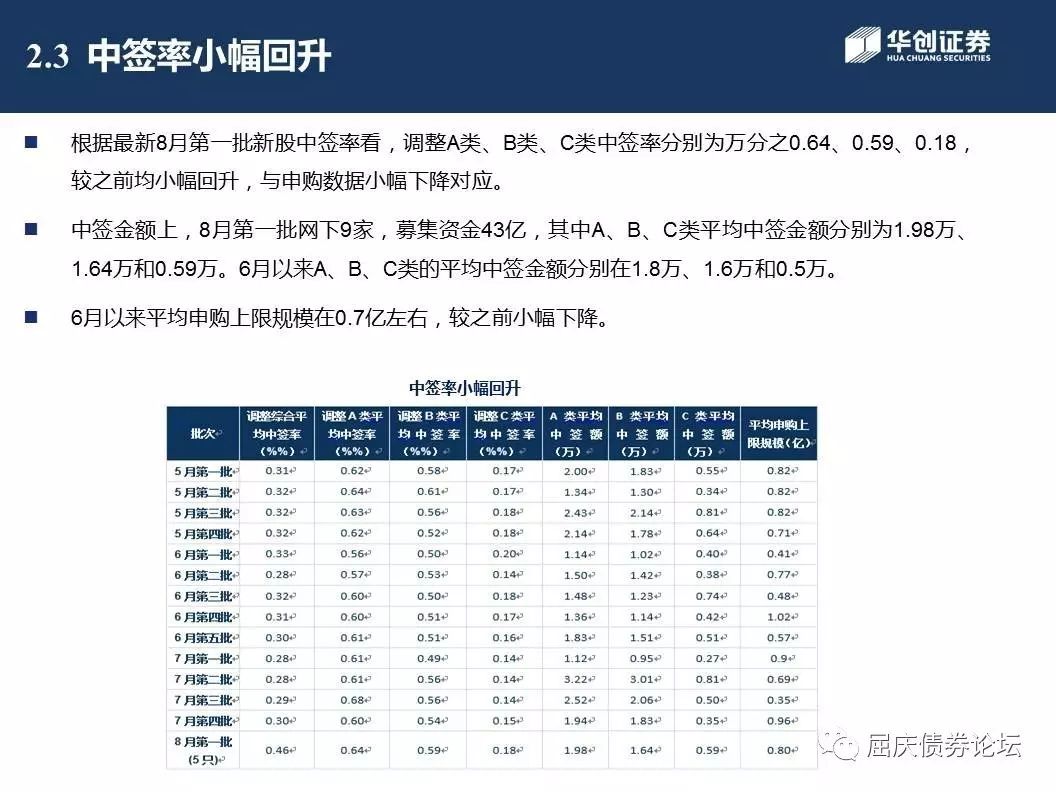 2.3 中签率小幅回升
华创证券
HUA CHUANG SECURITIES
根据最新8月第一批新股中签率看，调整A类、B类、C类中签率分别为万分之0.64、0.59、0.18，
较之前均小幅回升，与申购数据小幅下降对应。
中签金额上，8月第一批网下9家，募集资金43亿，其中A、B、C类平均中签金额分别为1.98万、
1.64万和0.59万。6月以来A、B、C类的平均中签金额分别在1.8万、1.6万和0.5万。
6月以来平均申购上限规模在0.7亿左右，较之前小幅下降。
中签率小幅回升
批次 调整综合平均中签率（%%） 调整A类平均中签率（%%） 调整B类平均中签率（%%） 调整C类平均中签率（%%） A类平均中签额（万） B类平均中签额（万） C类平均中签额（万） 平均申购上限规模（亿）
5月第一批 0.31 0.62 0.58 0.17 2.00 1.83 0.55 0.82
5月第二批 0.32 0.64 0.61 0.17 1.34 1.30 0.34 0.82
5月第三批 0.32 0.63 0.56 0.18 2.43 2.14 0.81 0.82
5月第四批 0.32 0.62 0.52 0.18 2.14 1.78 0.64 0.71
6月第一批 0.33 0.56 0.50 0.20 1.14 1.02 0.40 0.41
6月第二批 0.28 0.57 0.53 0.14 1.50 1.42 0.38 0.77
6月第三批 0.32 0.60 0.50 0.18 1.48 1.23 0.74 0.48
6月第四批 0.31 0.60 0.51 0.17 1.36 1.14 0.42 1.02
6月第五批 0.30 0.61 0.51 0.16 1.83 1.51 0.51 0.57
7月第一批 0.28 0.61 0.49 0.14 1.12 0.95 0.27 0.9
7月第二批 0.28 0.61 0.56 0.14 3.22 3.01 0.81 0.69
7月第三批 0.29 0.68 0.56 0.14 2.52 2.06 0.50 0.35
7月第四批 0.30 0.60 0.54 0.15 1.94 1.83 0.35 0.96
8月第一批（5只） 0.46 0.64 0.59 0.18 1.98 1.64 0.59 0.80
屈庆债券论坛